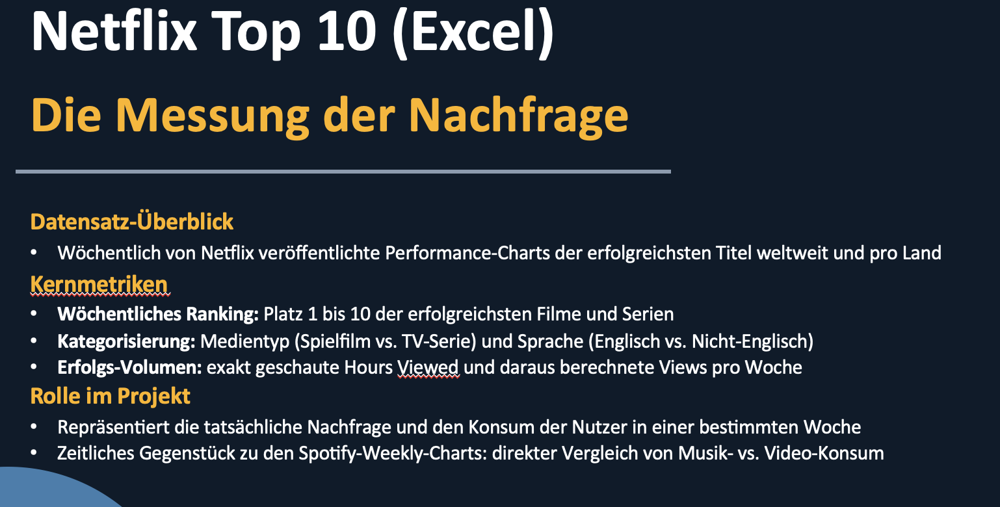 Netflix Top 10 (Excel)
Die Messung der Nachfrage
Datensatz-Überblick
• Wöchentlich von Netflix veröffentlichte Performance-Charts der erfolgreichsten Titel weltweit und pro Land
Kernmetriken
• Wöchentliches Ranking: Platz 1 bis 10 der erfolgreichsten Filme und Serien
• Kategorisierung: Medientyp (Spielfilm vs. TV-Serie) und Sprache (Englisch vs. Nicht-Englisch)
• Erfolgs-Volumen: exakt geschaute Hours Viewed und daraus berechnete Views pro Woche
Rolle im Projekt
• Repräsentiert die tatsächliche Nachfrage und den Konsum der Nutzer in einer bestimmten Woche
• Zeitliches Gegenstück zu den Spotify-Weekly-Charts: direkter Vergleich von Musik- vs. Video-Konsum